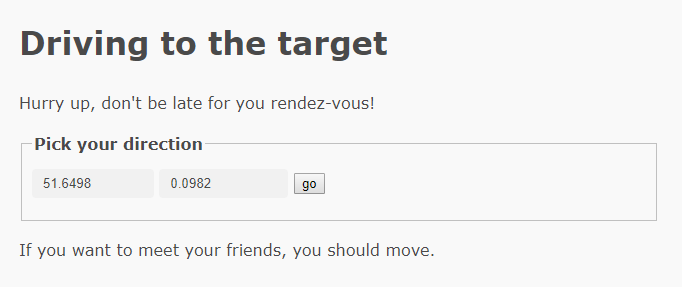 Driving to the target
Hurry up, don't be late for you rendez-vous!
Pick your direction
51.6498 0.0982 go
If you want to meet your friends, you should move.